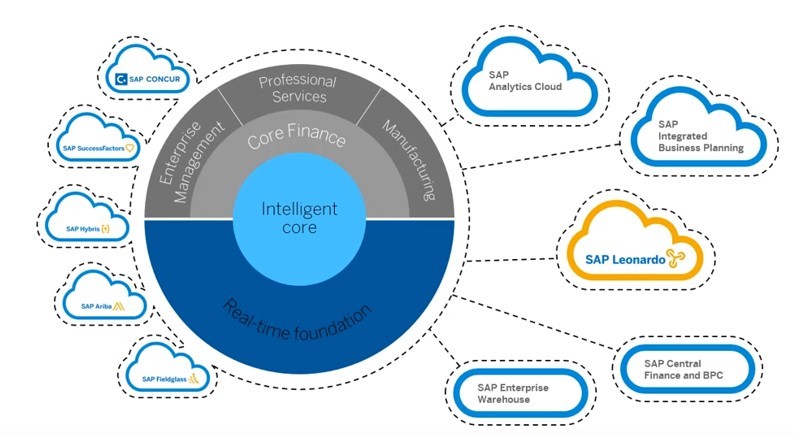 SAP CONCUR
SAP SuccessFactors
SAP Hybris
SAP Ariba
SAP Fieldglass
Enterprise
Management
Professional
Services
Manufacturing
Core Finance
Intelligent
core
Real-time foundation
SAP
Analytics Cloud
SAP
Integrated
Business Planning
SAP Leonardo
SAP Central
Finance and BPC
SAP Enterprise
Warehouse